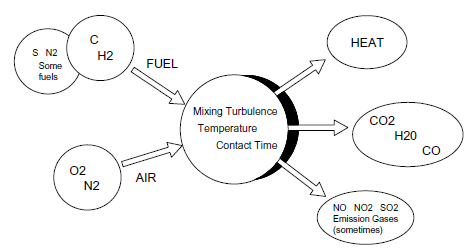 S N2
Some
fuels
C
H2
FUEL
O2
N2
AIR
Mixing Turbulence
Temperature
Contact Time
HEAT
CO2
H20
CO
NO NO2 SO2
Emission Gases
(sometimes)